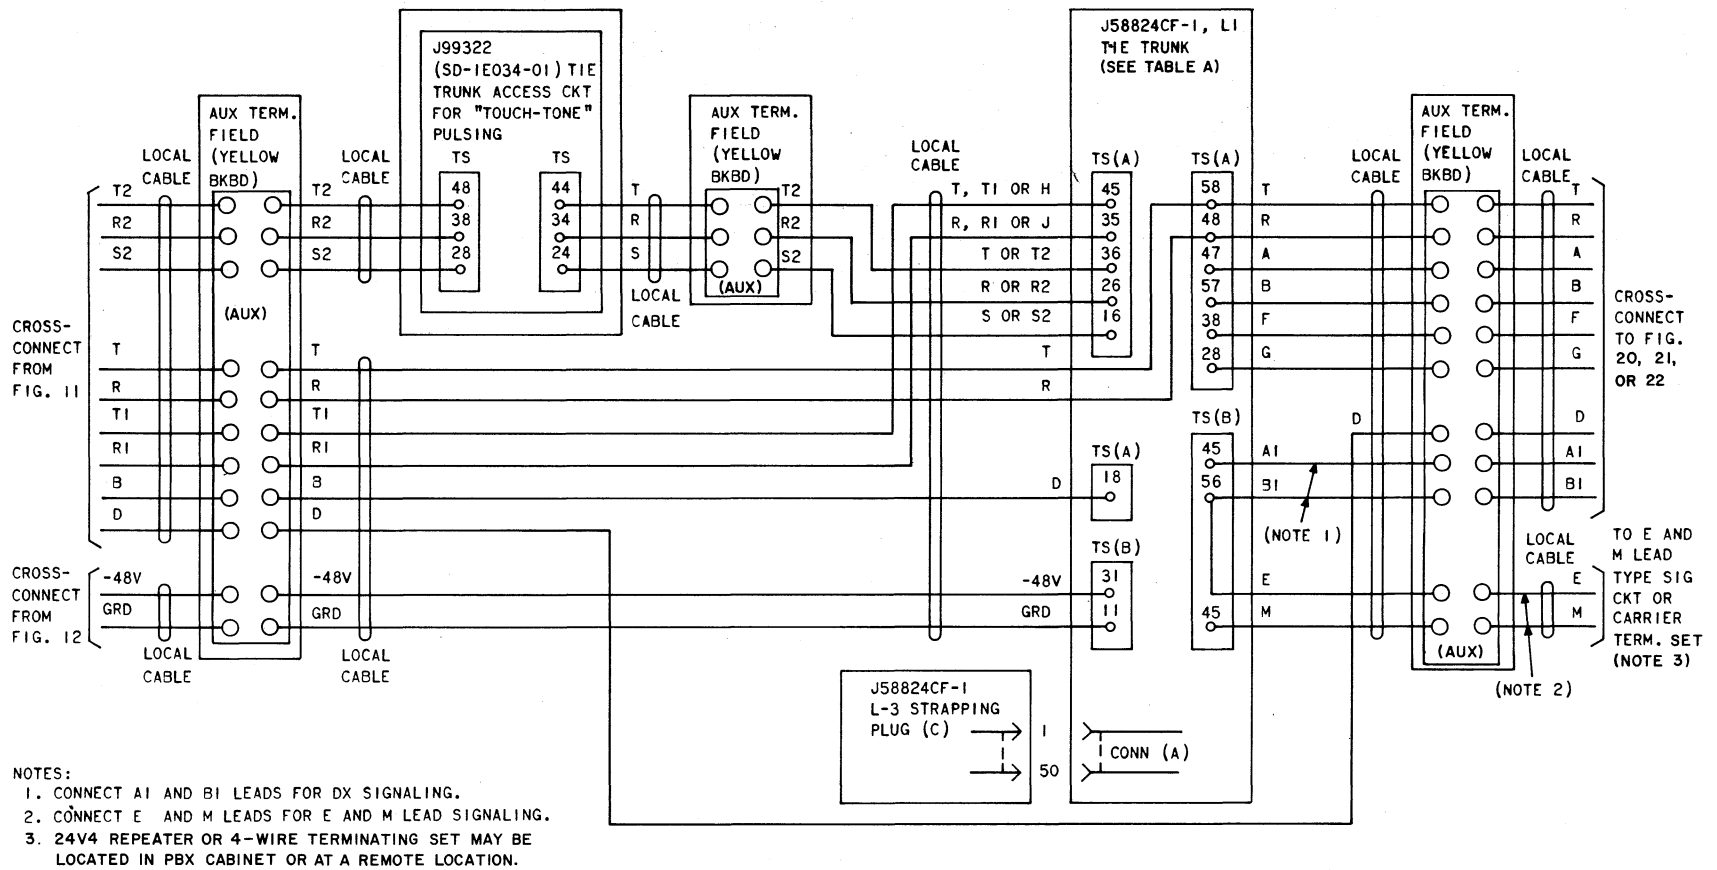 J99322
(SD-1E034-01) TIE
TRUNK ACCESS CKT
FOR "TOUCH-TONE"
PULSING
TS
48
38
28
TS
44
34
24
J58824CF-1, L1
TIE TRUNK
(SEE TABLE A)
AUX TERM.
FIELD
(YELLOW
BKBD)
(AUX)
AUX TERM.
FIELD
(YELLOW
BKBD)
(AUX)
AUX TERM.
FIELD
(YELLOW
BKBD)
(AUX)
LOCAL
CABLE
LOCAL
CABLE
LOCAL
CABLE
LOCAL
CABLE
LOCAL
CABLE
LOCAL
CABLE
T2
R2
S2
T2
R2
S2
T
R
S
T2
R2
S2
T, T1 OR H
R, R1 OR J
T OR T2
R OR R2
S OR S2
T
R
TS(A)
45
35
36
26
16
TS(A)
58
48
47
57
38
28
T
R
A
B
F
G
T
R
A
B
F
G
CROSS-
CONNECT
FROM
FIG. 11
T
R
T1
R1
B
D
T
R
T1
R1
B
D
D
TS(A)
18
TS(B)
45
56
45
A1
B1
E
M
(NOTE 1)
D
D
A1
B1
CROSS-
CONNECT
TO FIG.
20, 21,
OR 22
CROSS-
CONNECT
FROM
FIG. 12
-48V
GRD
-48V
GRD
-48V
GRD
TS(B)
31
11
LOCAL
CABLE
LOCAL
CABLE
LOCAL
CABLE
E
M
TO E AND
M LEAD
TYPE SIG
CKT OR
CARRIER
TERM. SET
(NOTE 3)
(NOTE 2)
J58824CF-1
L-3 STRAPPING
PLUG (C)
1
50
CONN (A)
NOTES:
1. CONNECT A1 AND B1 LEADS FOR DX SIGNALING.
2. CONNECT E AND M LEADS FOR E AND M LEAD SIGNALING.
3. 24V4 REPEATER OR 4-WIRE TERMINATING SET MAY BE
LOCATED IN PBX CABINET OR AT A REMOTE LOCATION.